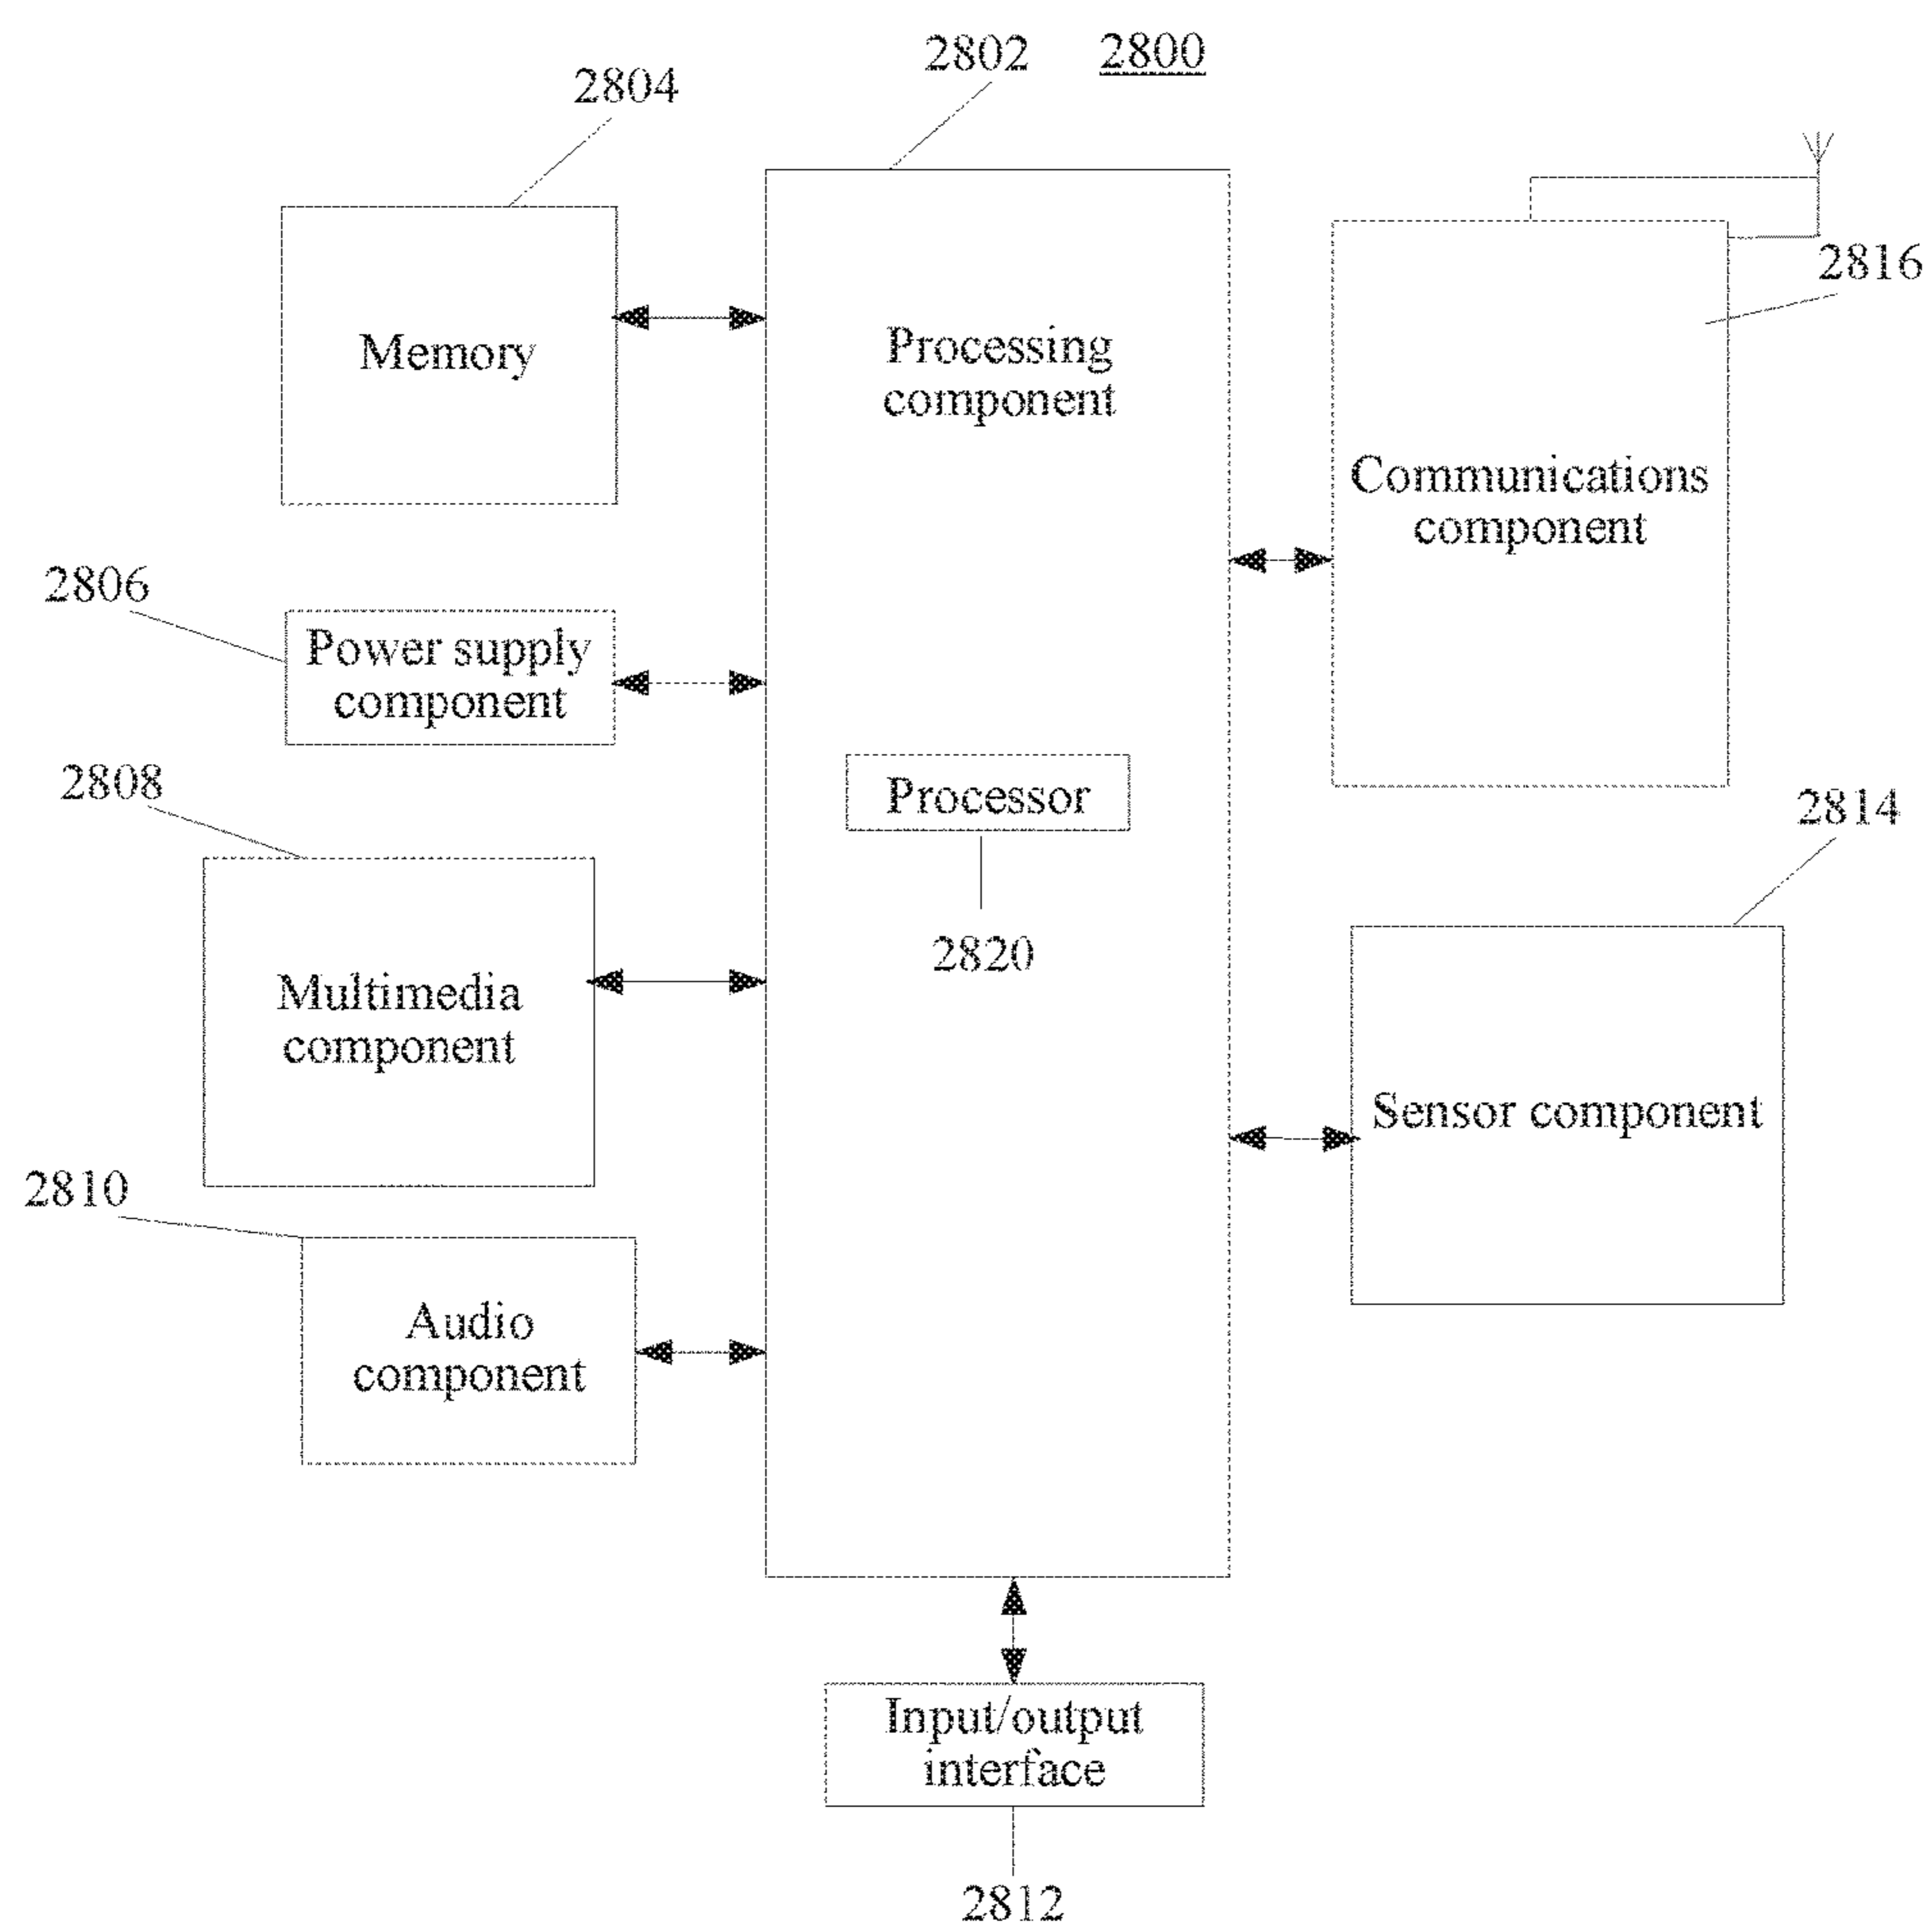 2802
2800
2804
2816
Memory
Processing
component
Communications
component
2806
Power supply
component
2808
Processor
2814
2820
Multimedia
component
Sensor component
2810
Audio
component
Input/output
interface
2812